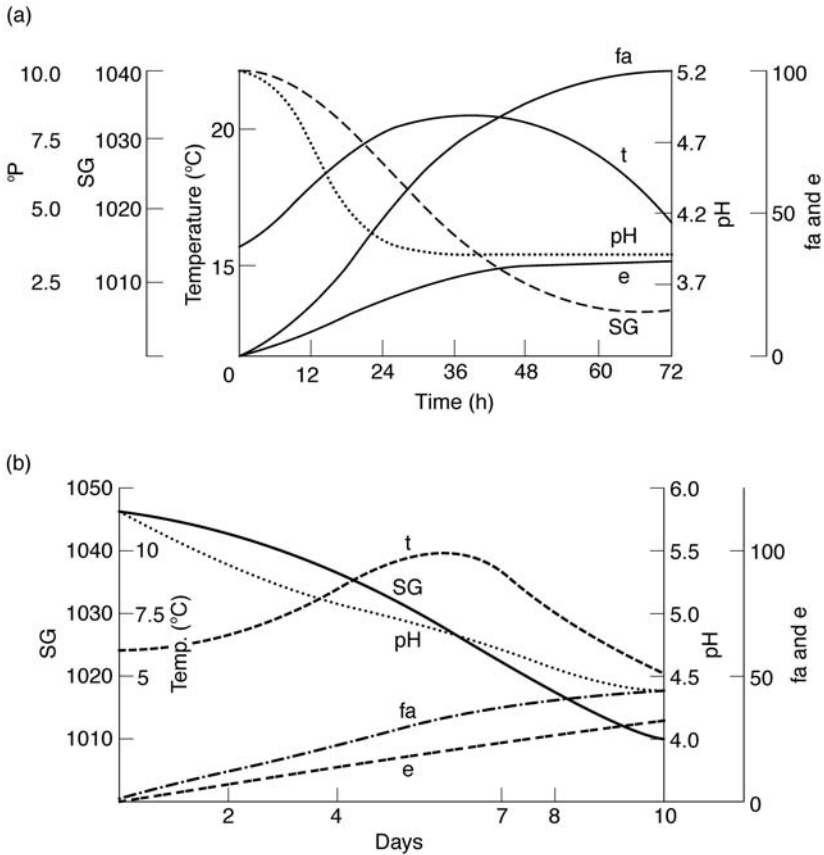 (a)
10.0 1040 fa 5.2 100
20
7.5 1030 4.7
t
°P SG Temperature (°C) pH fa and e
5.0 1020 4.2 50
pH
15
2.5 1010 e 3.7
SG
0
0 12 24 36 48 60 72
Time (h)
(b)
1050 6.0
t
1040 10 5.5 100
SG
1030 7.5 5.0
pH
SG Temp. (°C) pH fa and e
1020 5 4.5 50
fa
1010 4.0
e
0
2 4 7 8 10
Days